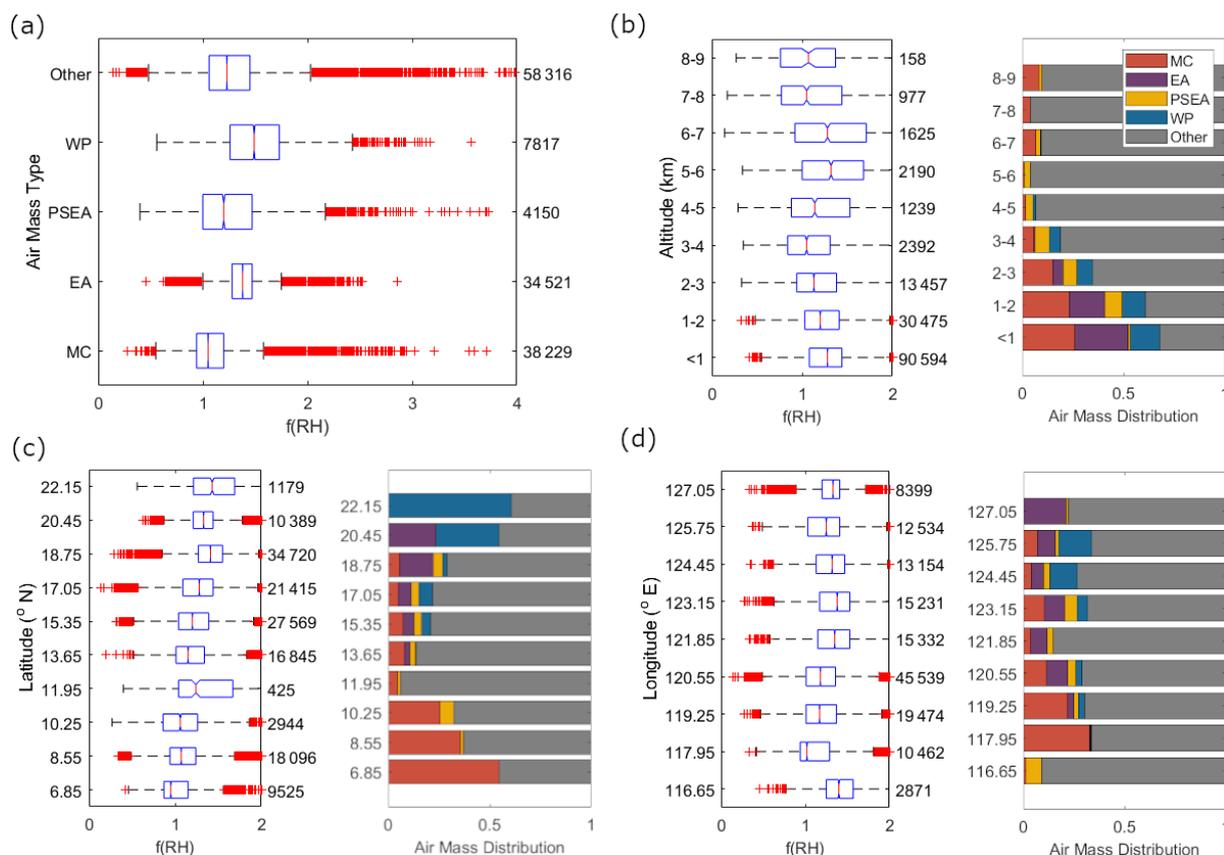 (a)
Air Mass Type
Other
58 316
WP
7817
PSEA
4150
EA
34 521
MC
38 229
0 1 2 3 4
f(RH)
(b)
Altitude (km)
8-9
158
7-8
977
6-7
1625
5-6
2190
4-5
1239
3-4
2392
2-3
13 457
1-2
30 475
<1
90 594
0 1 2
f(RH)
MC
EA
PSEA
WP
Other
8-9
7-8
6-7
5-6
4-5
3-4
2-3
1-2
<1
0 0.5 1
Air Mass Distribution
(c)
Latitude (° N)
22.15
1179
20.45
10 389
18.75
34 720
17.05
21 415
15.35
27 569
13.65
16 845
11.95
425
10.25
2944
8.55
18 096
6.85
9525
0 1 2
f(RH)
22.15
20.45
18.75
17.05
15.35
13.65
11.95
10.25
8.55
6.85
0 0.5 1
Air Mass Distribution
(d)
Longitude (° E)
127.05
8399
125.75
12 534
124.45
13 154
123.15
15 231
121.85
15 332
120.55
45 539
119.25
19 474
117.95
10 462
116.65
2871
0 1 2
f(RH)
127.05
125.75
124.45
123.15
121.85
120.55
119.25
117.95
116.65
0 0.5 1
Air Mass Distribution